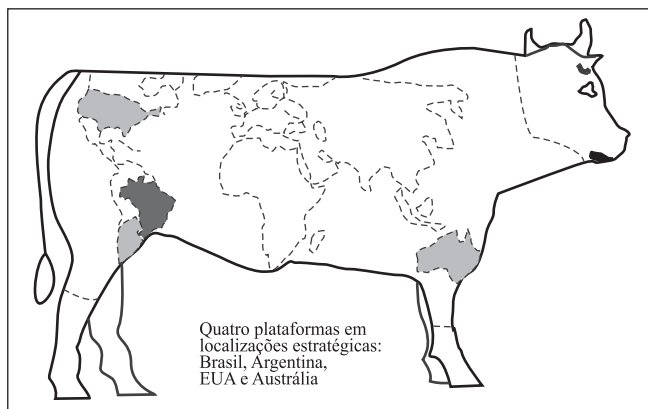 Quatro plataformas em
localizações estratégicas:
Brasil, Argentina,
EUA e Austrália